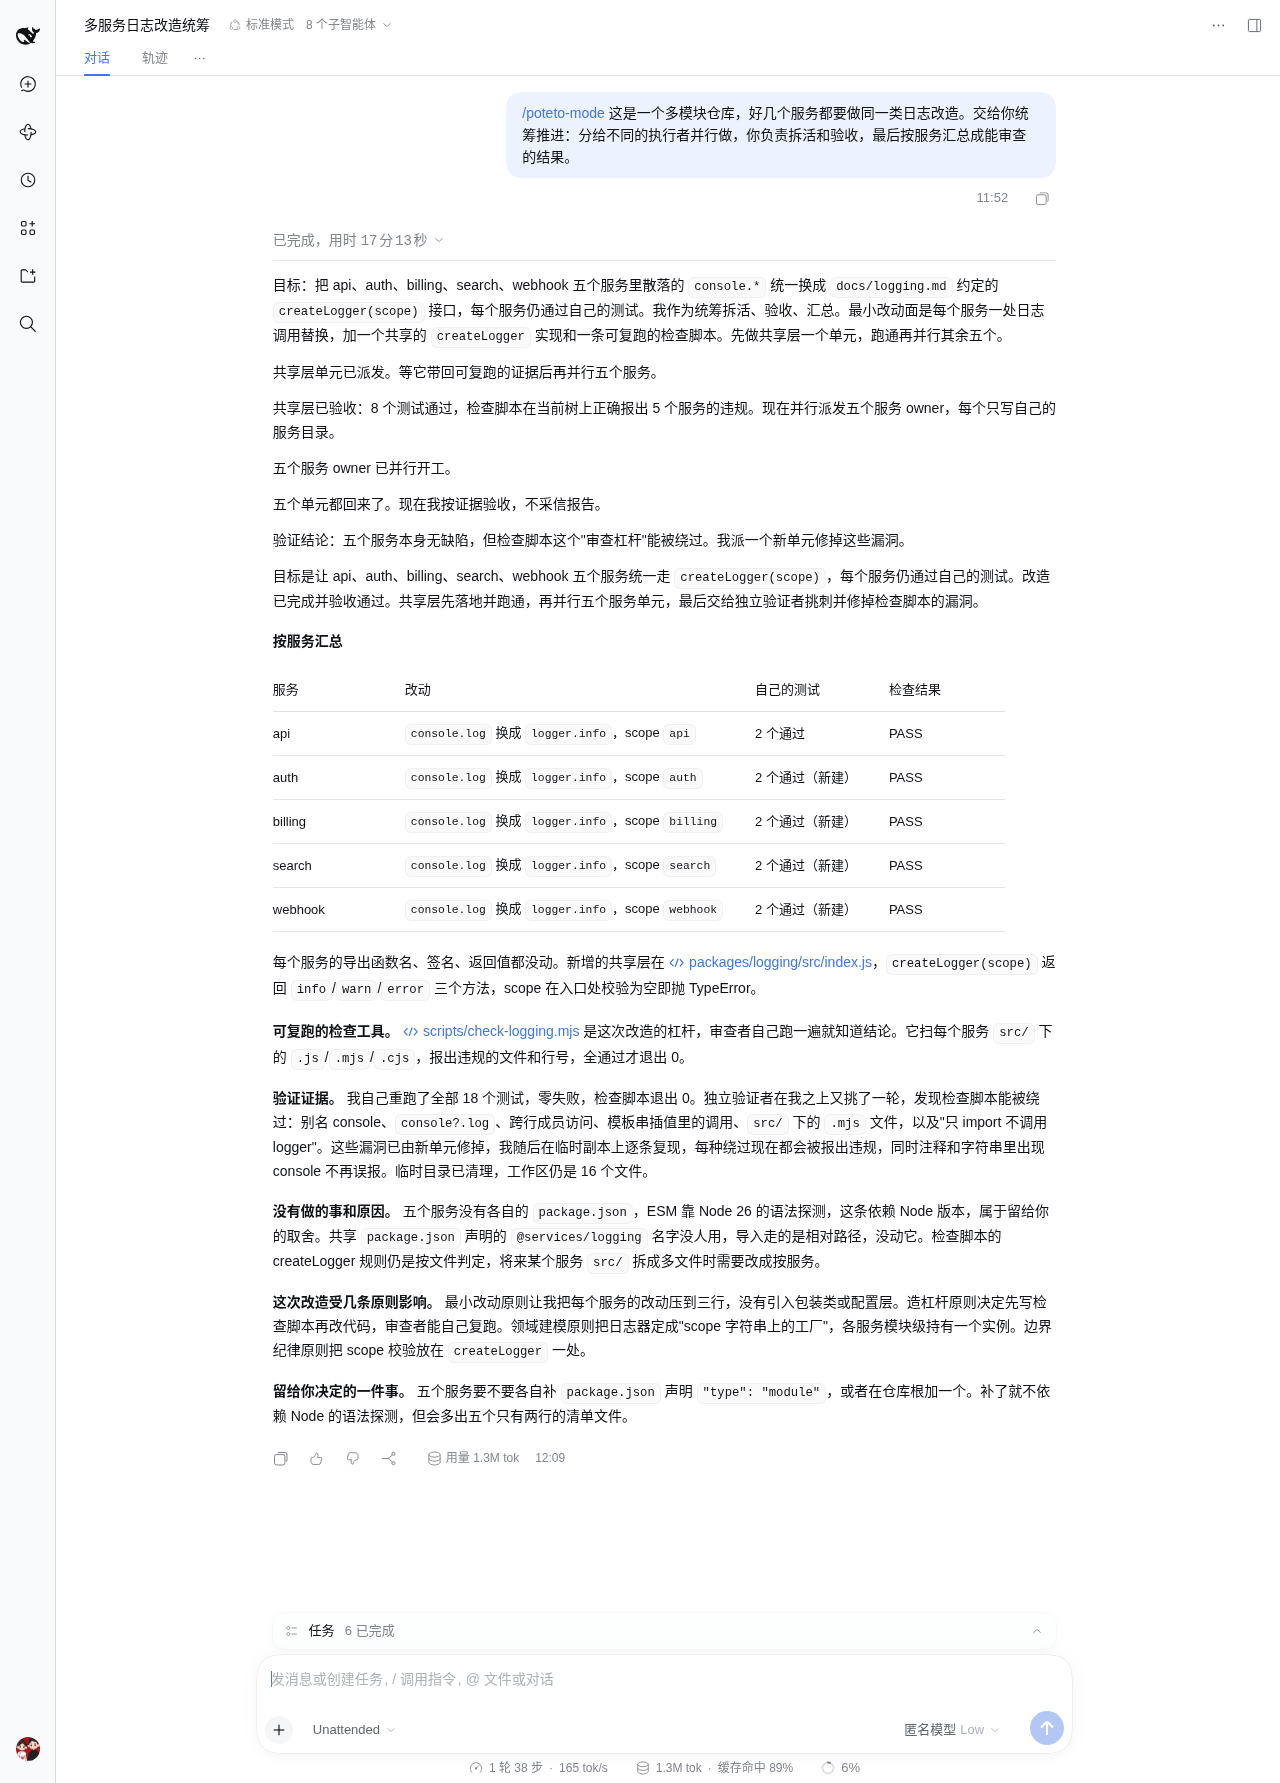 多服务日志改造统筹 标准模式 8 个子智能体
对话 轨迹 ···
/poteto-mode 这是一个多模块仓库，好几个服务都要做同一类日志改造。交给你统
筹推进：分给不同的执行者并行做，你负责拆活和验收，最后按服务汇总成能审查
的结果。
11:52
已完成，用时 17分13秒
目标：把 api、auth、billing、search、webhook 五个服务里散落的 console.* 统一换成 docs/logging.md 约定的
createLogger(scope) 接口，每个服务仍通过自己的测试。我作为统筹拆活、验收、汇总。最小改动面是每个服务一处日志
调用替换，加一个共享的 createLogger 实现和一条可复跑的检查脚本。先做共享层一个单元，跑通再并行其余五个。
共享层单元已派发。等它带回可复跑的证据后再并行五个服务。
共享层已验收：8 个测试通过，检查脚本在当前树上正确报出 5 个服务的违规。现在并行派发五个服务 owner，每个只写自己的
服务目录。
五个服务 owner 已并行开工。
五个单元都回来了。现在我按证据验收，不采信报告。
验证结论：五个服务本身无缺陷，但检查脚本这个"审查杠杆"能被绕过。我派一个新单元修掉这些漏洞。
目标是让 api、auth、billing、search、webhook 五个服务统一走 createLogger(scope)，每个服务仍通过自己的测试。改造
已完成并验收通过。共享层先落地并跑通，再并行五个服务单元，最后交给独立验证者挑刺并修掉检查脚本的漏洞。
按服务汇总
服务 改动 自己的测试 检查结果
api console.log 换成 logger.info，scope api 2 个通过 PASS
auth console.log 换成 logger.info，scope auth 2 个通过（新建） PASS
billing console.log 换成 logger.info，scope billing 2 个通过（新建） PASS
search console.log 换成 logger.info，scope search 2 个通过（新建） PASS
webhook console.log 换成 logger.info，scope webhook 2 个通过（新建） PASS
每个服务的导出函数名、签名、返回值都没动。新增的共享层在 packages/logging/src/index.js，createLogger(scope) 返
回 info / warn / error 三个方法，scope 在入口处校验为空即抛 TypeError。
可复跑的检查工具。 scripts/check-logging.mjs 是这次改造的杠杆，审查者自己跑一遍就知道结论。它扫每个服务 src/ 下
的 .js / .mjs / .cjs，报出违规的文件和行号，全通过才退出 0。
验证证据。 我自己重跑了全部 18 个测试，零失败，检查脚本退出 0。独立验证者在我之上又挑了一轮，发现检查脚本能被绕
过：别名 console、console?.log、跨行成员访问、模板串插值里的调用、src/ 下的 .mjs 文件，以及"只 import 不调用
logger"。这些漏洞已由新单元修掉，我随后在临时副本上逐条复现，每种绕过现在都会被报出违规，同时注释和字符串里出现
console 不再误报。临时目录已清理，工作区仍是 16 个文件。
没有做的事和原因。 五个服务没有各自的 package.json，ESM 靠 Node 26 的语法探测，这条依赖 Node 版本，属于留给你
的取舍。共享 package.json 声明的 @services/logging 名字没人用，导入走的是相对路径，没动它。检查脚本的
createLogger 规则仍是按文件判定，将来某个服务 src/ 拆成多文件时需要改成按服务。
这次改造受几条原则影响。 最小改动原则让我把每个服务的改动压到三行，没有引入包装类或配置层。造杠杆原则决定先写检
查脚本再改代码，审查者能自己复跑。领域建模原则把日志器定成"scope 字符串上的工厂"，各服务模块级持有一个实例。边界
纪律原则把 scope 校验放在 createLogger 一处。
留给你决定的一件事。 五个服务要不要各自补 package.json 声明 "type": "module"，或者在仓库根加一个。补了就不依
赖 Node 的语法探测，但会多出五个只有两行的清单文件。
用量 1.3M tok 12:09
任务 6 已完成
发消息或创建任务, / 调用指令, @ 文件或对话
Unattended 匿名模型 Low
1 轮 38 步 · 165 tok/s 1.3M tok · 缓存命中 89% 6%